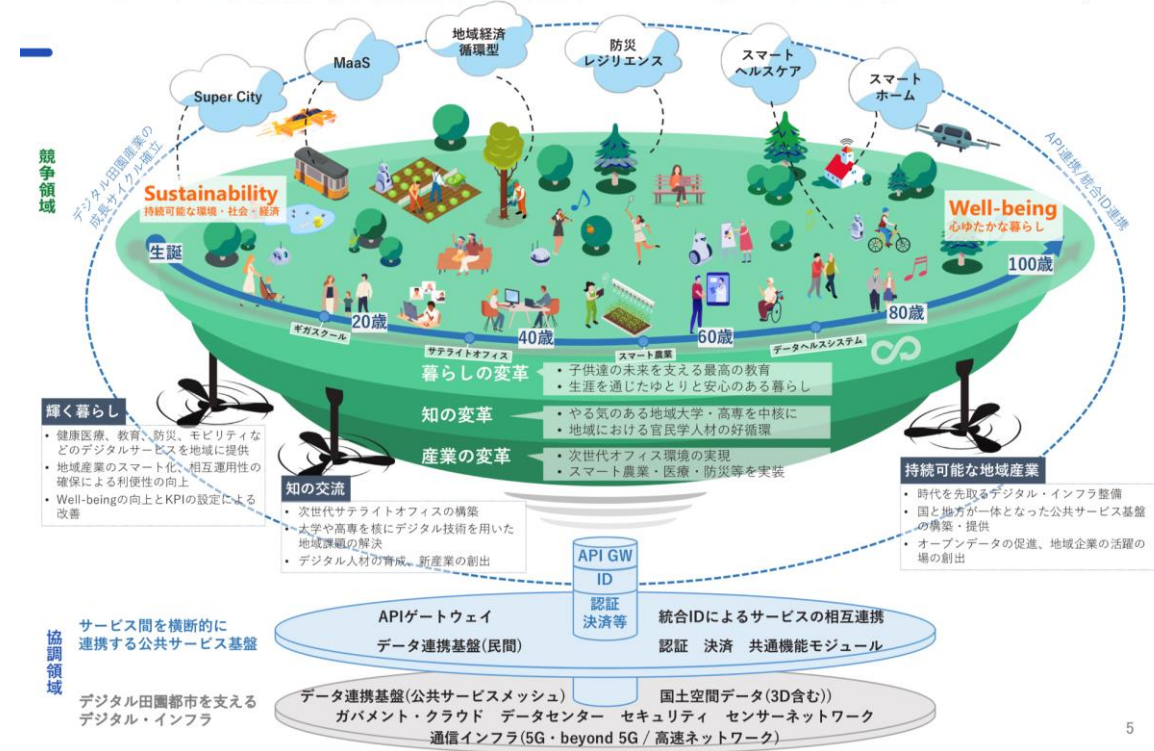 Super City
MaaS
地域経済
循環型
防災
レジリエンス
スマート
ヘルスケア
スマート
ホーム
競争領域
デジタル田園産業の
成長サイクル確立
API連携/統合ID連携
Sustainability
持続可能な環境・社会・経済
Well-being
心ゆたかな暮らし
生誕
20歳
40歳
60歳
80歳
100歳
ギガスクール
サテライトオフィス
スマート農業
データヘルスシステム
暮らしの変革
• 子供達の未来を支える最高の教育
• 生涯を通じたゆとりと安心のある暮らし
知の変革
• やる気のある地域大学・高専を中核に
• 地域における官民学人材の好循環
産業の変革
• 次世代オフィス環境の実現
• スマート農業・医療・防災等を実装
輝く暮らし
• 健康医療、教育、防災、モビリティな
どのデジタルサービスを地域に提供
• 地域産業のスマート化、相互運用性の
確保による利便性の向上
• Well-beingの向上とKPIの設定による
改善
知の交流
• 次世代サテライトオフィスの構築
• 大学や高専を核にデジタル技術を用いた
地域課題の解決
• デジタル人材の育成、新産業の創出
持続可能な地域産業
• 時代を先取るデジタル・インフラ整備
• 国と地方が一体となった公共サービス基盤
の構築・提供
• オープンデータの促進、地域企業の活躍の
場の創出
API GW
ID
認証
決済等
協調領域
サービス間を横断的に
連携する公共サービス基盤
APIゲートウェイ
統合IDによるサービスの相互連携
データ連携基盤(民間)
認証 決済 共通機能モジュール
デジタル田園都市を支える
デジタル・インフラ
データ連携基盤(公共サービスメッシュ)
国土空間データ(3D含む))
ガバメント・クラウド データセンター セキュリティ センサーネットワーク
通信インフラ(5G・beyond 5G / 高速ネットワーク)
5